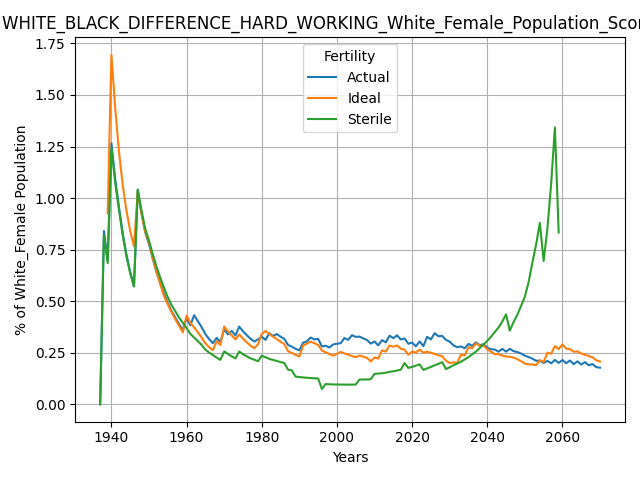 WHITE_BLACK_DIFFERENCE_HARD_WORKING_White_Female_Population_Scor
Fertility
Actual
Ideal
Sterile
% of White_Female Population
1.75
1.50
1.25
1.00
0.75
0.50
0.25
0.00
1940 1960 1980 2000 2020 2040 2060
Years